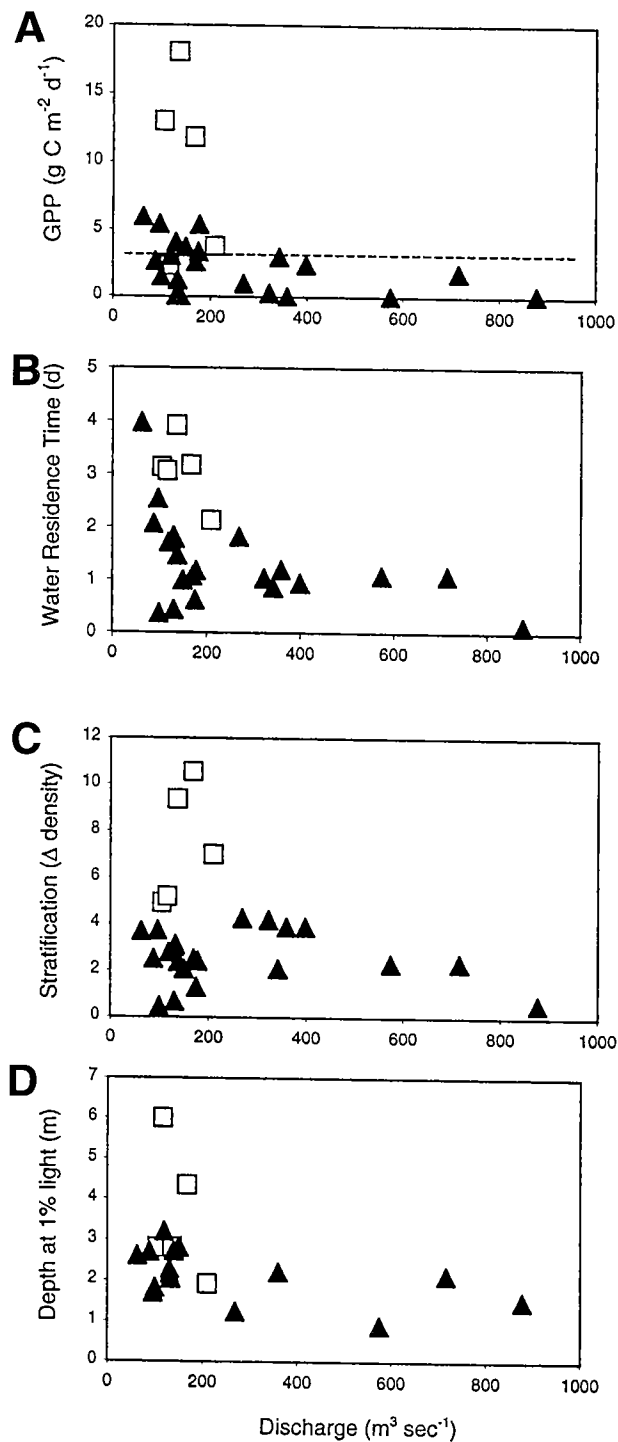 A
GPP (g C m⁻² d⁻¹)
20
15
10
5
0
0 200 400 600 800 1000
B
Water Residence Time (d)
5
4
3
2
1
0
0 200 400 600 800 1000
C
Stratification (Δ density)
12
10
8
6
4
2
0
0 200 400 600 800 1000
D
Depth at 1% light (m)
7
6
5
4
3
2
1
0
0 200 400 600 800 1000
Discharge (m³ sec⁻¹)